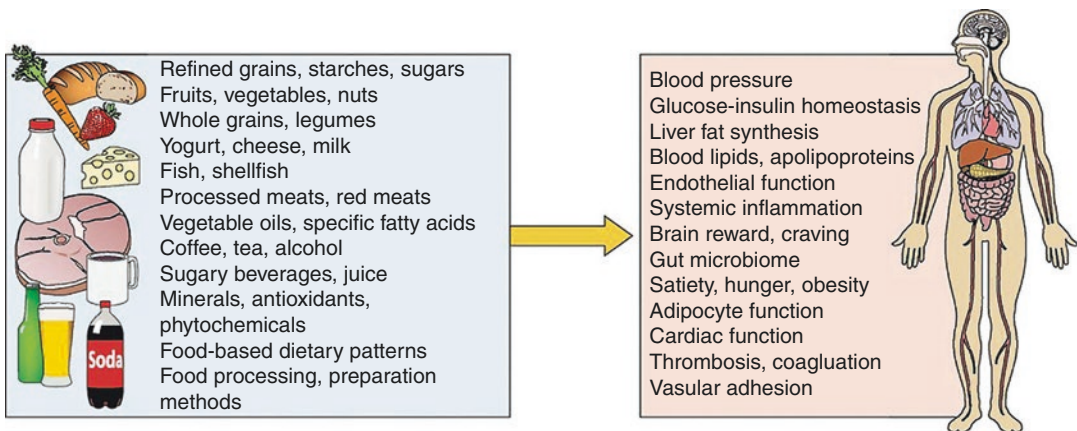 Refined grains, starches, sugars
Fruits, vegetables, nuts
Whole grains, legumes
Yogurt, cheese, milk
Fish, shellfish
Processed meats, red meats
Vegetable oils, specific fatty acids
Coffee, tea, alcohol
Sugary beverages, juice
Minerals, antioxidants,
phytochemicals
Food-based dietary patterns
Food processing, preparation
methods
Soda
Blood pressure
Glucose-insulin homeostasis
Liver fat synthesis
Blood lipids, apolipoproteins
Endothelial function
Systemic inflammation
Brain reward, craving
Gut microbiome
Satiety, hunger, obesity
Adipocyte function
Cardiac function
Thrombosis, coagluation
Vasular adhesion